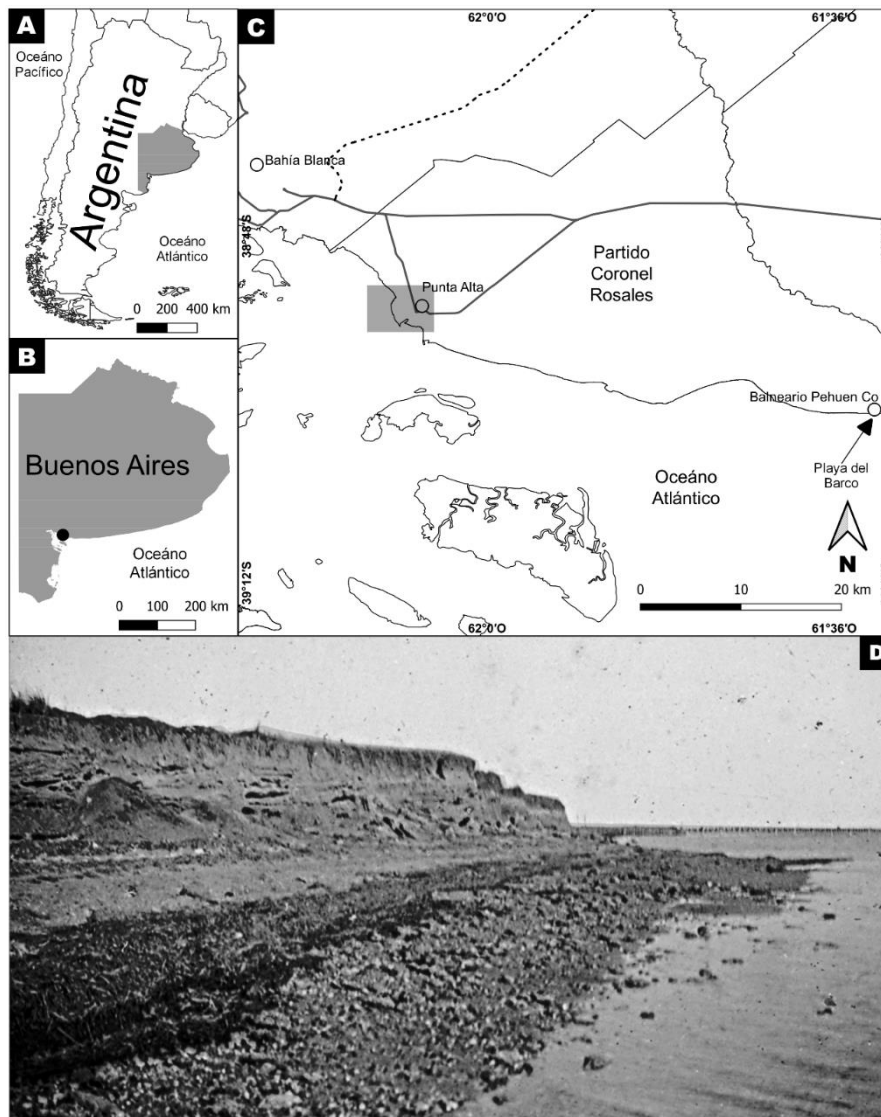 A
Océano
Pacífico
Argentina
Océano
Atlántico
0 200 400 km
B
Buenos Aires
Océano
Atlántico
0 100 200 km
C
62°0'O
61°36'O
Bahía Blanca
38°48'S
Partido
Coronel
Rosales
Punta Alta
Balneario Pehuen Co
Playa del
Barco
Océano
Atlántico
N
39°12'S
0 10 20 km
62°0'O
61°36'O
D